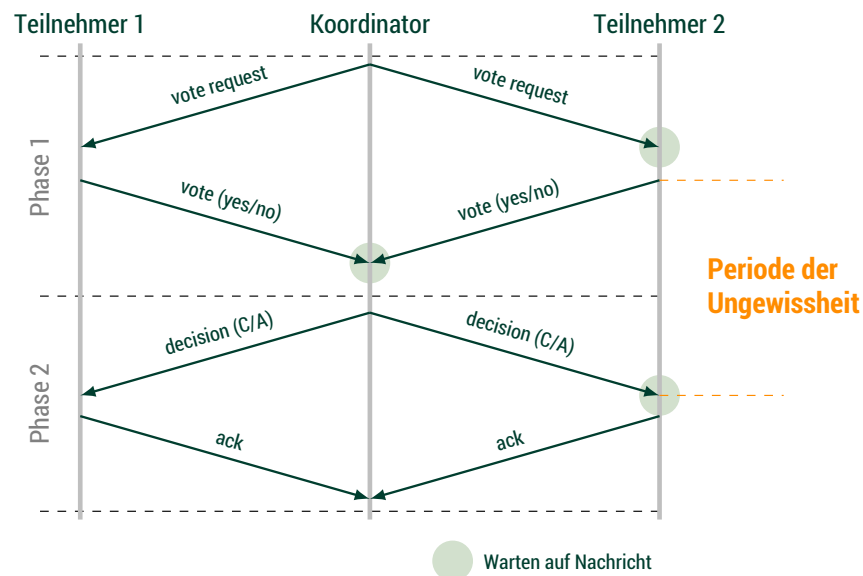 Teilnehmer 1
Koordinator
Teilnehmer 2
Phase 1
vote request
vote request
vote (yes/no)
vote (yes/no)
Periode der
Ungewissheit
Phase 2
decision (C/A)
decision (C/A)
ack
ack
Warten auf Nachricht